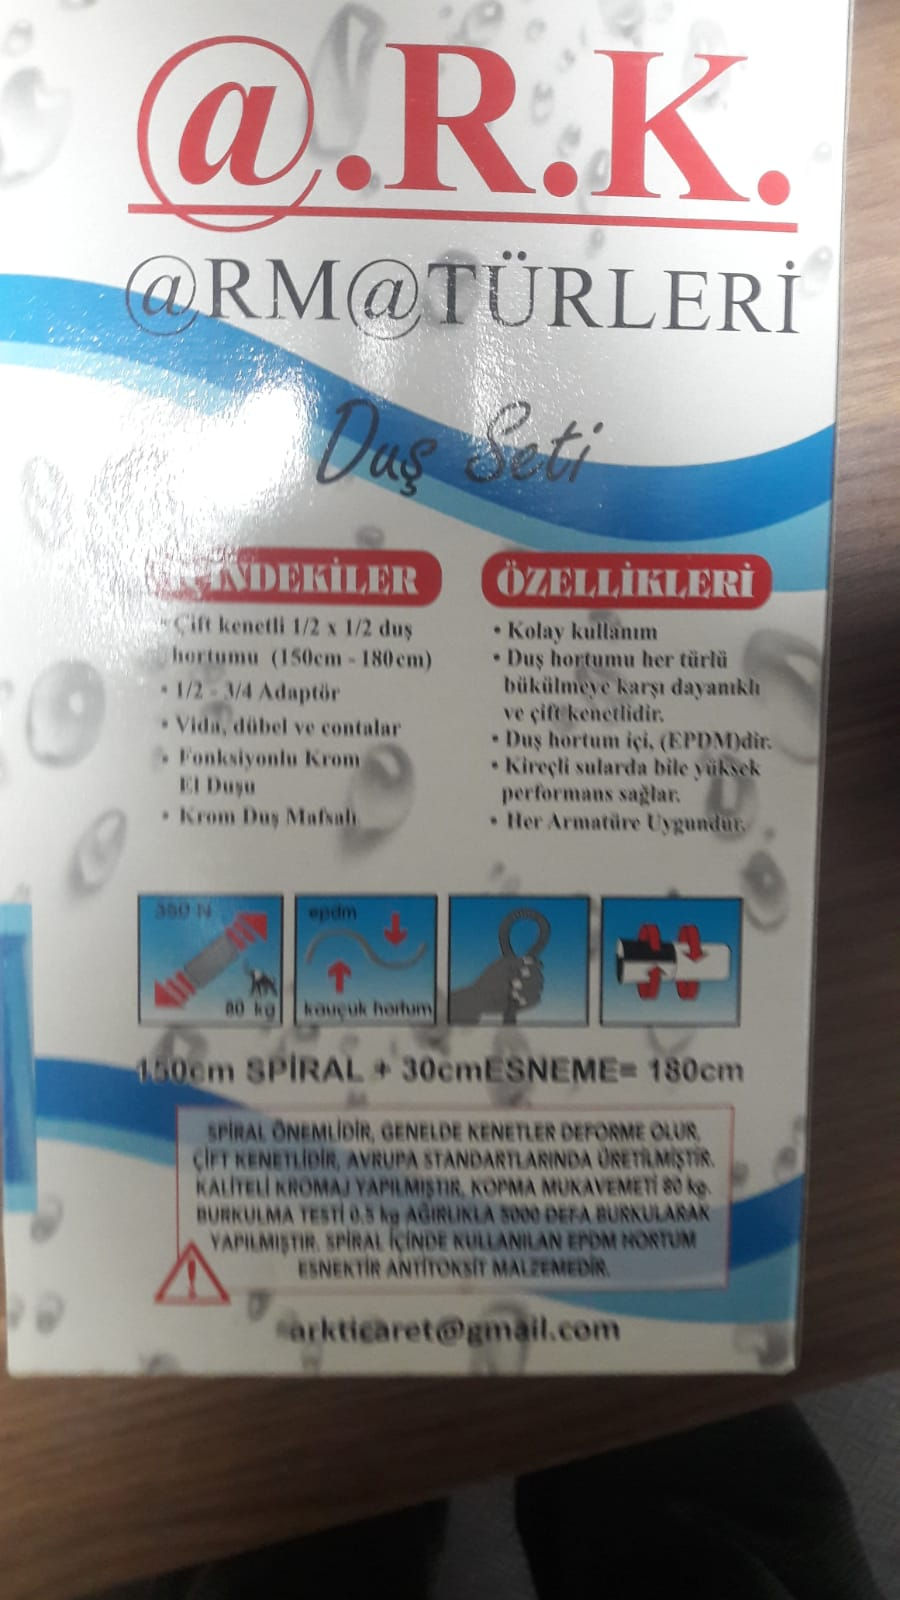 @.R.K.
@RM@TÜRLERİ
Duş Seti
İÇİNDEKİLER
• Çift kenetli 1/2 x 1/2 duş
hortumu (150cm - 180cm)
• 1/2 - 3/4 Adaptör
• Vida, dübel ve contalar
• Fonksiyonlu Krom
El Duşu
• Krom Duş Mafsalı
ÖZELLİKLERİ
• Kolay kullanım
• Duş hortumu her türlü
bükülmeye karşı dayanıklı
ve çift kenetlidir.
• Duş hortum içi, (EPDM)dir.
• Kireçli sularda bile yüksek
performans sağlar.
• Her Armatüre Uygundur.
350 N
80 kg
epdm
kauçuk hortum
150cm SPİRAL + 30cmESNEME= 180cm
SPİRAL ÖNEMLİDİR, GENELDE KENETLER DEFORME OLUR,
ÇİFT KENETLİDİR, AVRUPA STANDARTLARINDA ÜRETİLMİŞTİR.
KALİTELİ KROMAJ YAPILMIŞTIR, KOPMA MUKAVEMETİ 80 kg.
BURKULMA TESTİ 0.5 kg AĞIRLIKLA 5000 DEFA BURKULARAK
YAPILMIŞTIR. SPİRAL İÇİNDE KULLANILAN EPDM HORTUM
ESNEKTİR ANTİTOKSİT MALZEMEDİR.
arkticaret@gmail.com